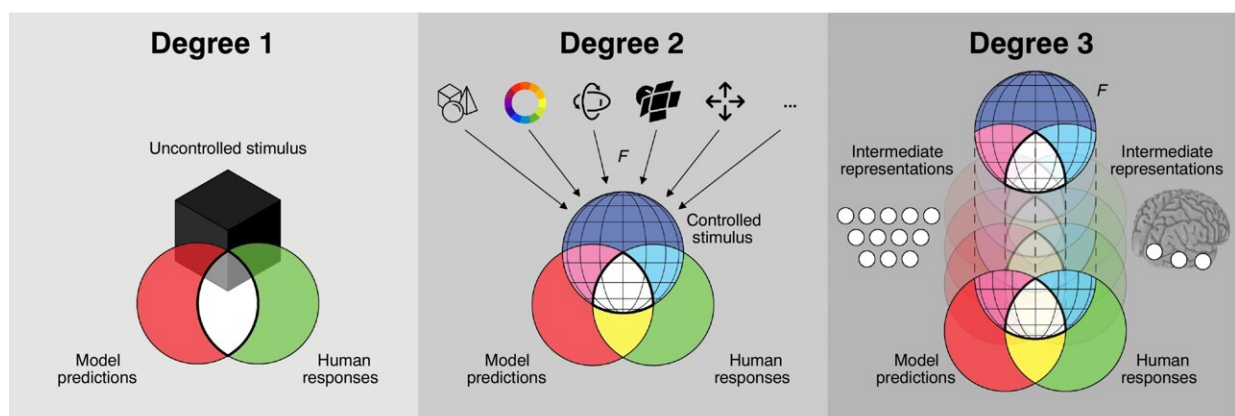 Degree 1
Uncontrolled stimulus
Model
predictions
Human
responses
Degree 2
...
F
Controlled
stimulus
Model
predictions
Human
responses
Degree 3
F
Intermediate
representations
Intermediate
representations
Model
predictions
Human
responses